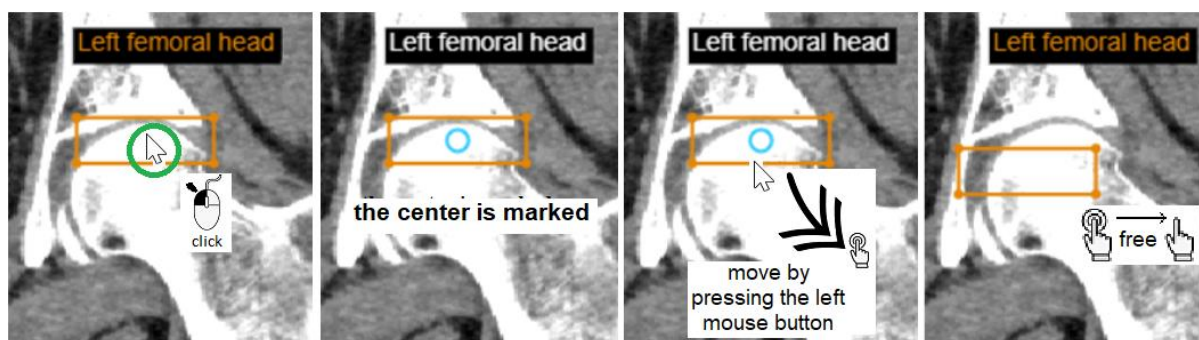 Left femoral head
click
Left femoral head
the center is marked
Left femoral head
move by
pressing the left
mouse button
Left femoral head
free